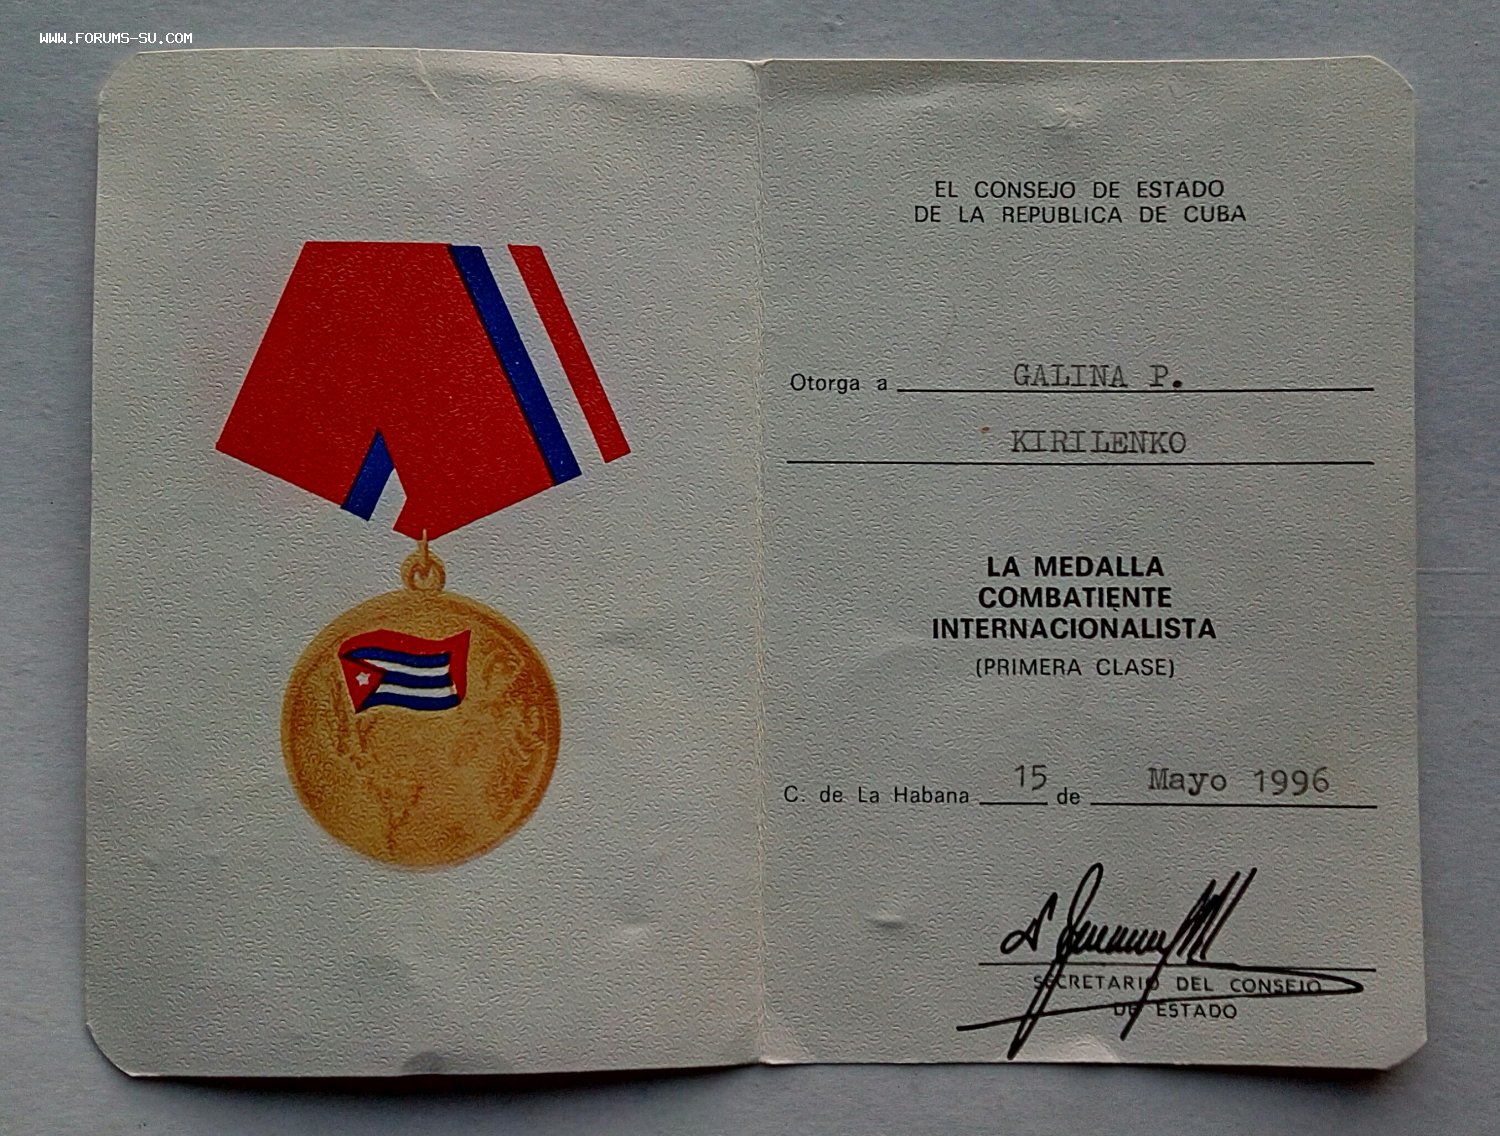 WWW.FORUMS-SU.COM
EL CONSEJO DE ESTADO
DE LA REPUBLICA DE CUBA
Otorga a GALINA P.
KIRILENKO
LA MEDALLA
COMBATIENTE
INTERNACIONALISTA
(PRIMERA CLASE)
C. de La Habana 15 de Mayo 1996
SECRETARIO DEL CONSEJO
DE ESTADO